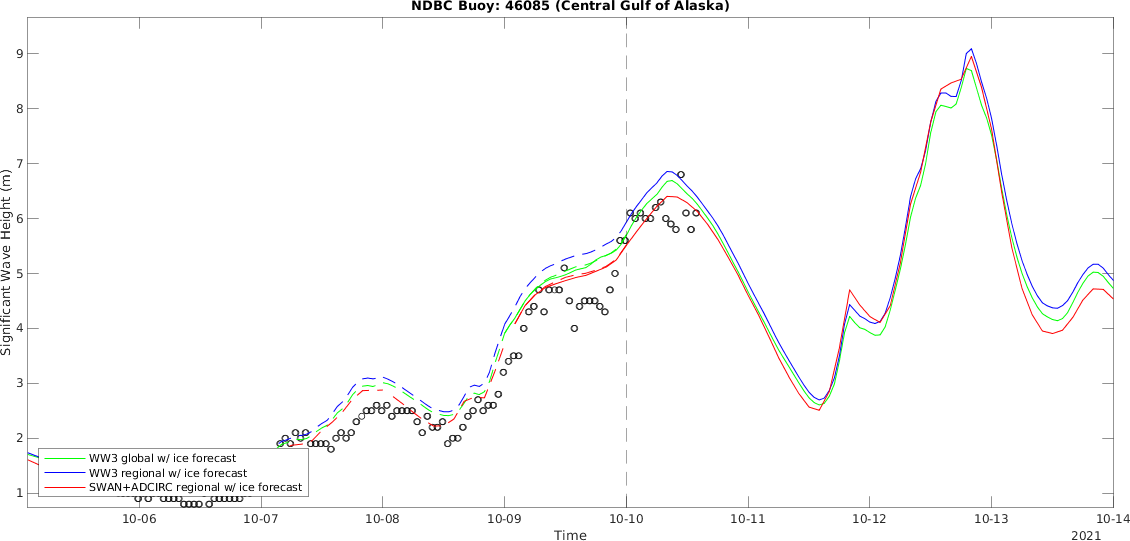 NDBC Buoy: 46085 (Central Gulf of Alaska)
Significant Wave Height (m)
9
8
7
6
5
4
3
2
1
WW3 global w/ ice forecast
WW3 regional w/ ice forecast
SWAN+ADCIRC regional w/ ice forecast
10-06 10-07 10-08 10-09 10-10 10-11 10-12 10-13 10-14
Time
2021